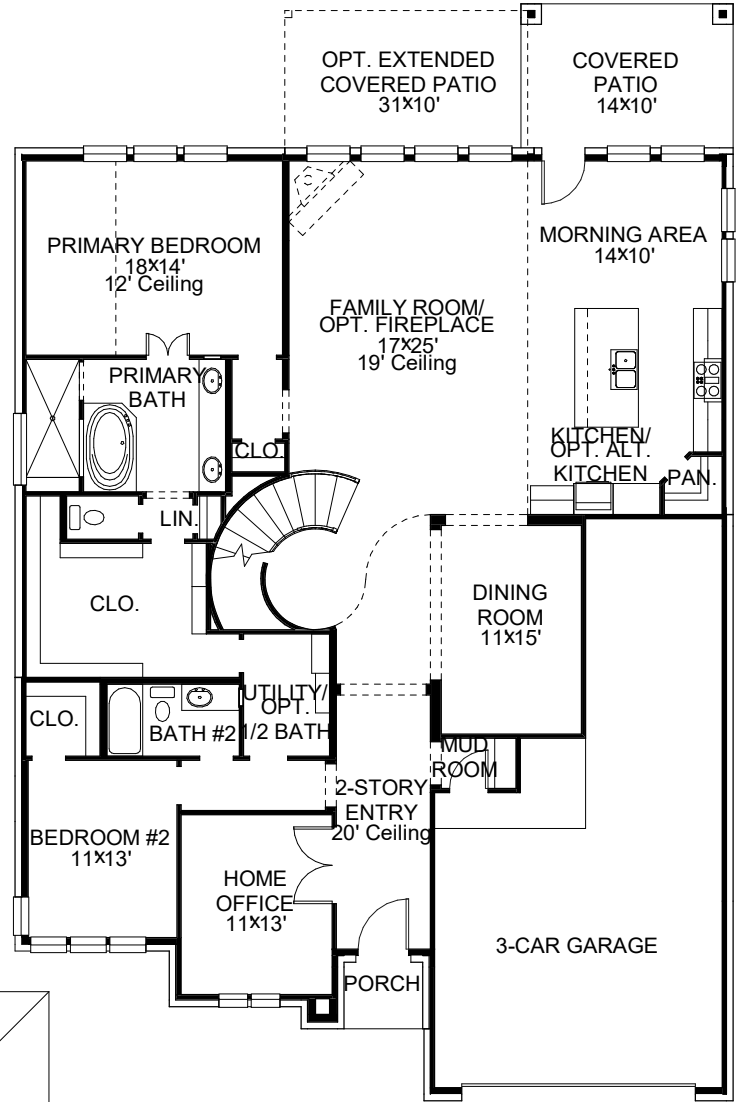 OPT. EXTENDED
COVERED PATIO
31X10'
COVERED
PATIO
14X10'
PRIMARY BEDROOM
18X14'
12' Ceiling
MORNING AREA
14X10'
FAMILY ROOM/
OPT. FIREPLACE
17X25'
19' Ceiling
PRIMARY
BATH
CLO.
KITCHEN/
OPT. ALT.
KITCHEN
PAN.
LIN.
CLO.
DINING
ROOM
11X15'
UTILITY/
OPT.
1/2 BATH
CLO.
BATH #2
MUD
ROOM
2-STORY
ENTRY
20' Ceiling
BEDROOM #2
11X13'
HOME
OFFICE
11X13'
3-CAR GARAGE
PORCH